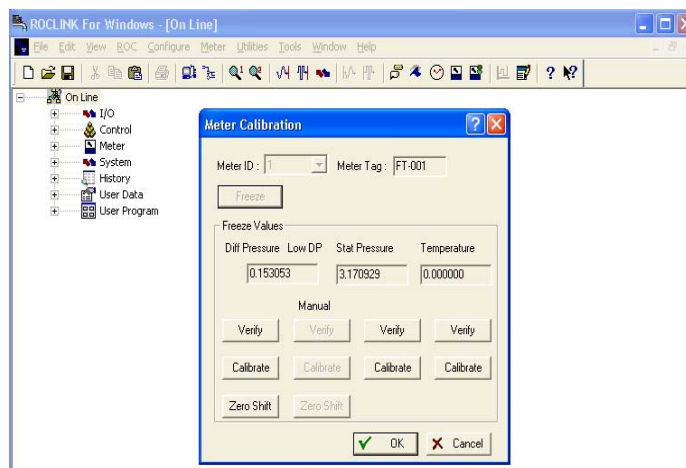 ROCLINK For Windows - [On Line]
File Edit View ROC Configure Meter Utilities Tools Window Help
On Line
I/O
Control
Meter
System
History
User Data
User Program
Meter Calibration
Meter ID : 1 Meter Tag : FT-001
Freeze
Freeze Values
Diff Pressure Low DP Stat Pressure Temperature
0.153053 3.170929 0.000000
Manual
Verify Verify Verify Verify
Calibrate Calibrate Calibrate Calibrate
Zero Shift Zero Shift
OK Cancel